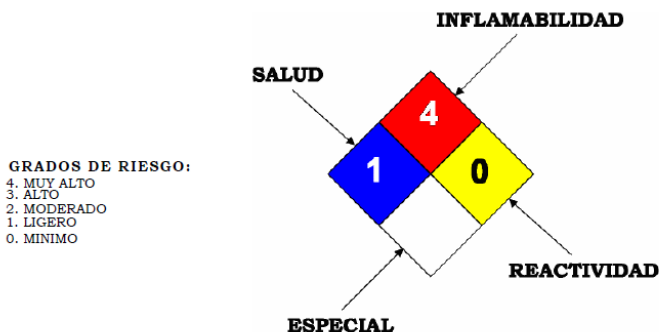 INFLAMABILIDAD
SALUD
4
1
0
GRADOS DE RIESGO:
4. MUY ALTO
3. ALTO
2. MODERADO
1. LIGERO
0. MINIMO
REACTIVIDAD
ESPECIAL